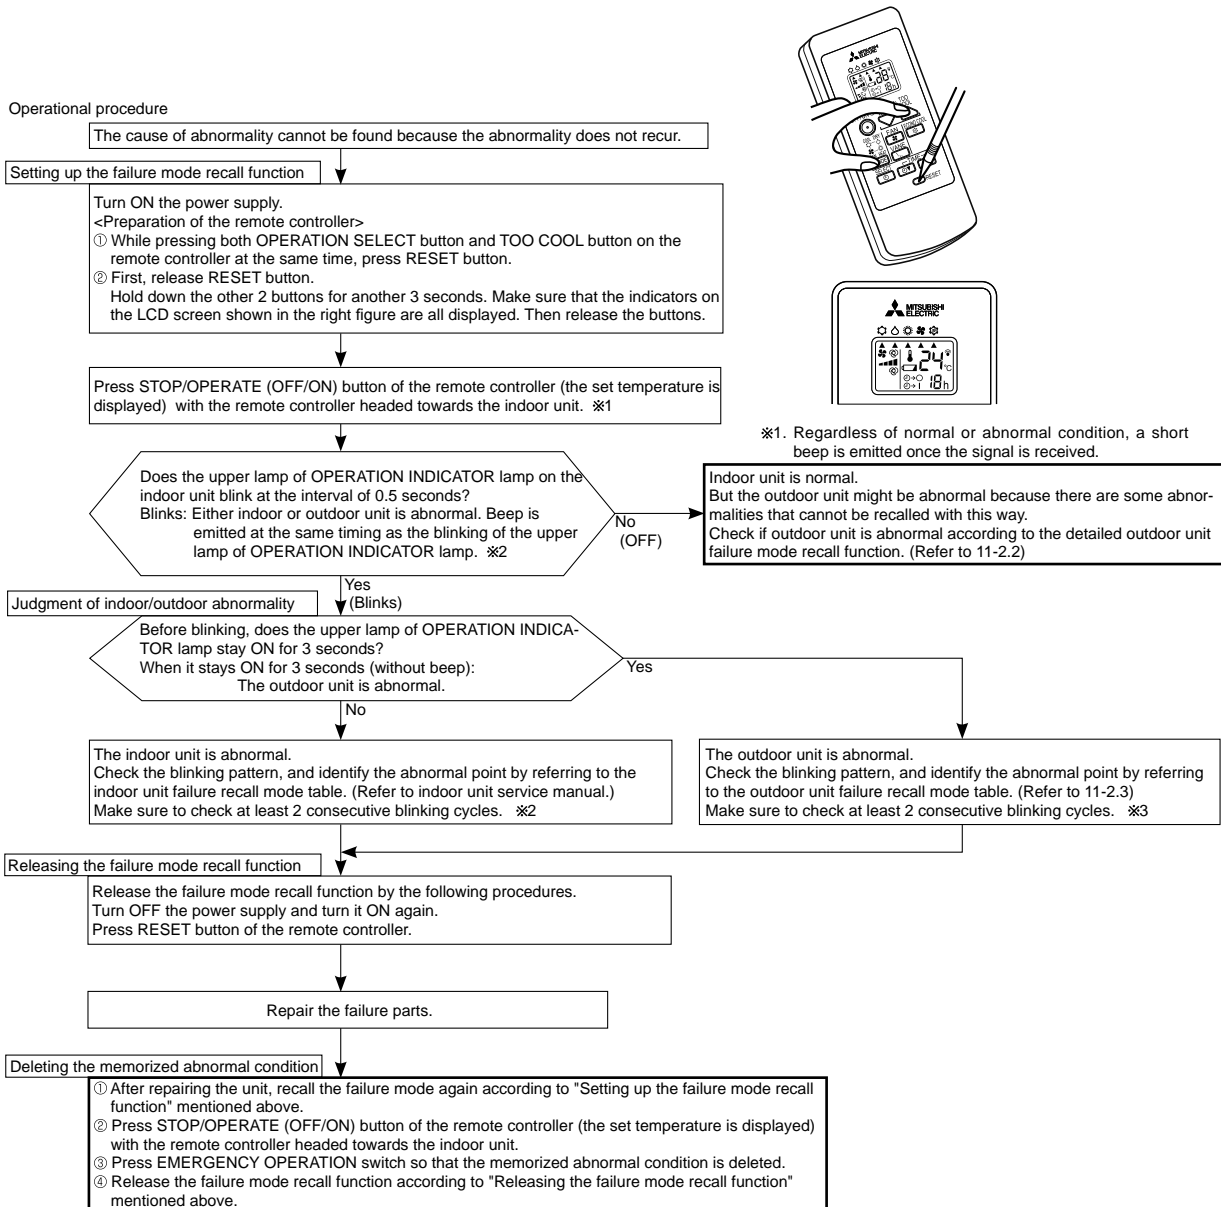 MITSUBISHI
ELECTRIC
28
18h
TOO
COOL
FAN
ECONO COOL
VANE
TIME
SELECT
RESET
Operational procedure
The cause of abnormality cannot be found because the abnormality does not recur.
Setting up the failure mode recall function
Turn ON the power supply.
<Preparation of the remote controller>
① While pressing both OPERATION SELECT button and TOO COOL button on the
remote controller at the same time, press RESET button.
② First, release RESET button.
Hold down the other 2 buttons for another 3 seconds. Make sure that the indicators on
the LCD screen shown in the right figure are all displayed. Then release the buttons.
MITSUBISHI
ELECTRIC
24°C
18h
Press STOP/OPERATE (OFF/ON) button of the remote controller (the set temperature is
displayed) with the remote controller headed towards the indoor unit. ※1
※1. Regardless of normal or abnormal condition, a short
beep is emitted once the signal is received.
Does the upper lamp of OPERATION INDICATOR lamp on the
indoor unit blink at the interval of 0.5 seconds?
Blinks: Either indoor or outdoor unit is abnormal. Beep is
emitted at the same timing as the blinking of the upper
lamp of OPERATION INDICATOR lamp. ※2
No
(OFF)
Indoor unit is normal.
But the outdoor unit might be abnormal because there are some abnor-
malities that cannot be recalled with this way.
Check if outdoor unit is abnormal according to the detailed outdoor unit
failure mode recall function. (Refer to 11-2.2)
Yes
(Blinks)
Judgment of indoor/outdoor abnormality
Before blinking, does the upper lamp of OPERATION INDICA-
TOR lamp stay ON for 3 seconds?
When it stays ON for 3 seconds (without beep):
The outdoor unit is abnormal.
Yes
No
The indoor unit is abnormal.
Check the blinking pattern, and identify the abnormal point by referring to the
indoor unit failure recall mode table. (Refer to indoor unit service manual.)
Make sure to check at least 2 consecutive blinking cycles. ※2
The outdoor unit is abnormal.
Check the blinking pattern, and identify the abnormal point by referring
to the outdoor unit failure recall mode table. (Refer to 11-2.3)
Make sure to check at least 2 consecutive blinking cycles. ※3
Releasing the failure mode recall function
Release the failure mode recall function by the following procedures.
Turn OFF the power supply and turn it ON again.
Press RESET button of the remote controller.
Repair the failure parts.
Deleting the memorized abnormal condition
① After repairing the unit, recall the failure mode again according to "Setting up the failure mode recall
function" mentioned above.
② Press STOP/OPERATE (OFF/ON) button of the remote controller (the set temperature is displayed)
with the remote controller headed towards the indoor unit.
③ Press EMERGENCY OPERATION switch so that the memorized abnormal condition is deleted.
④ Release the failure mode recall function according to "Releasing the failure mode recall function"
mentioned above.